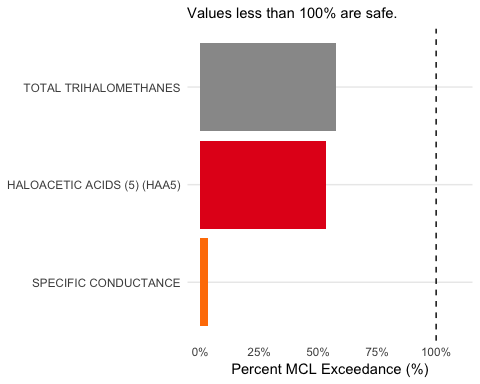 Values less than 100% are safe.
TOTAL TRIHALOMETHANES
HALOACETIC ACIDS (5) (HAA5)
SPECIFIC CONDUCTANCE
0% 25% 50% 75% 100%
Percent MCL Exceedance (%)